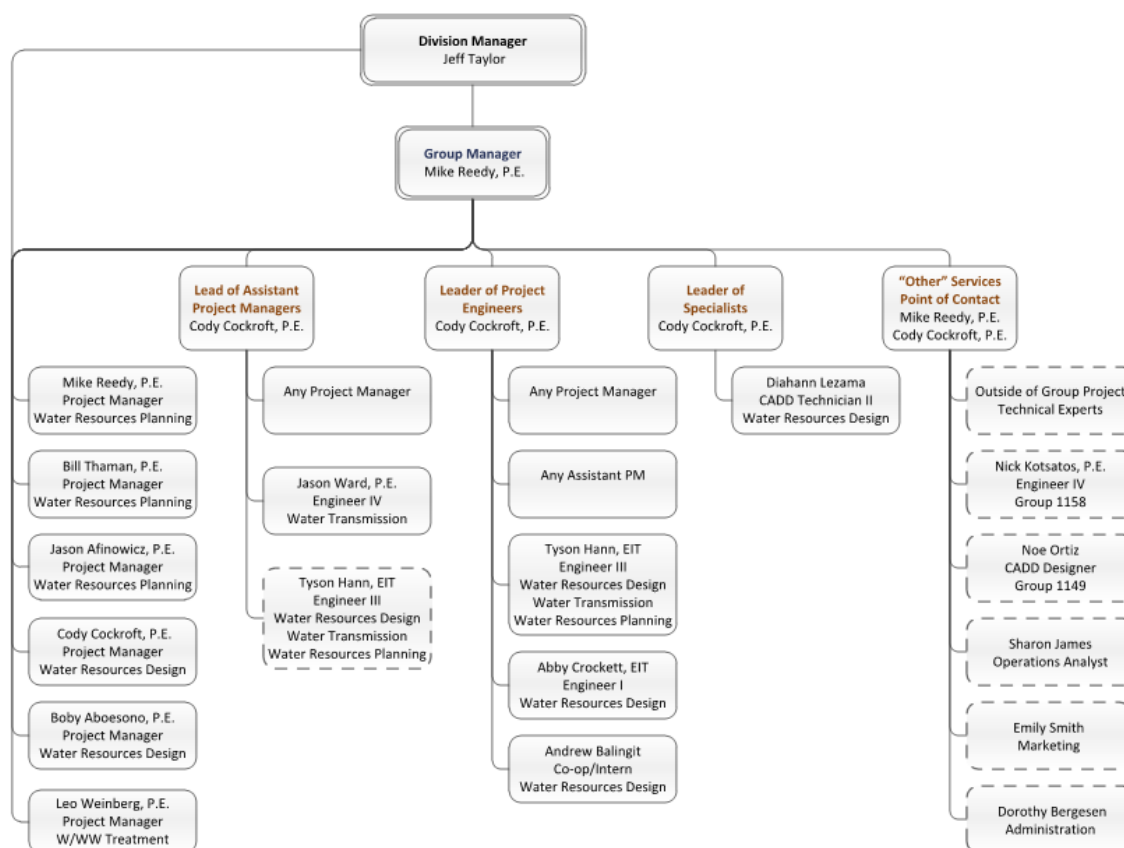 Division Manager
Jeff Taylor
Group Manager
Mike Reedy, P.E.
Lead of Assistant
Project Managers
Cody Cockroft, P.E.
Leader of Project
Engineers
Cody Cockroft, P.E.
Leader of
Specialists
Cody Cockroft, P.E.
“Other” Services
Point of Contact
Mike Reedy, P.E.
Cody Cockroft, P.E.
Mike Reedy, P.E.
Project Manager
Water Resources Planning
Bill Thaman, P.E.
Project Manager
Water Resources Planning
Jason Afinowicz, P.E.
Project Manager
Water Resources Planning
Cody Cockroft, P.E.
Project Manager
Water Resources Design
Boby Aboesono, P.E.
Project Manager
Water Resources Design
Leo Weinberg, P.E.
Project Manager
W/WW Treatment
Any Project Manager
Jason Ward, P.E.
Engineer IV
Water Transmission
Tyson Hann, EIT
Engineer III
Water Resources Design
Water Transmission
Water Resources Planning
Any Project Manager
Any Assistant PM
Tyson Hann, EIT
Engineer III
Water Resources Design
Water Transmission
Water Resources Planning
Abby Crockett, EIT
Engineer I
Water Resources Design
Andrew Balingit
Co-op/Intern
Water Resources Design
Diahann Lezama
CADD Technician II
Water Resources Design
Outside of Group Project
Technical Experts
Nick Kotsatos, P.E.
Engineer IV
Group 1158
Noe Ortiz
CADD Designer
Group 1149
Sharon James
Operations Analyst
Emily Smith
Marketing
Dorothy Bergesen
Administration